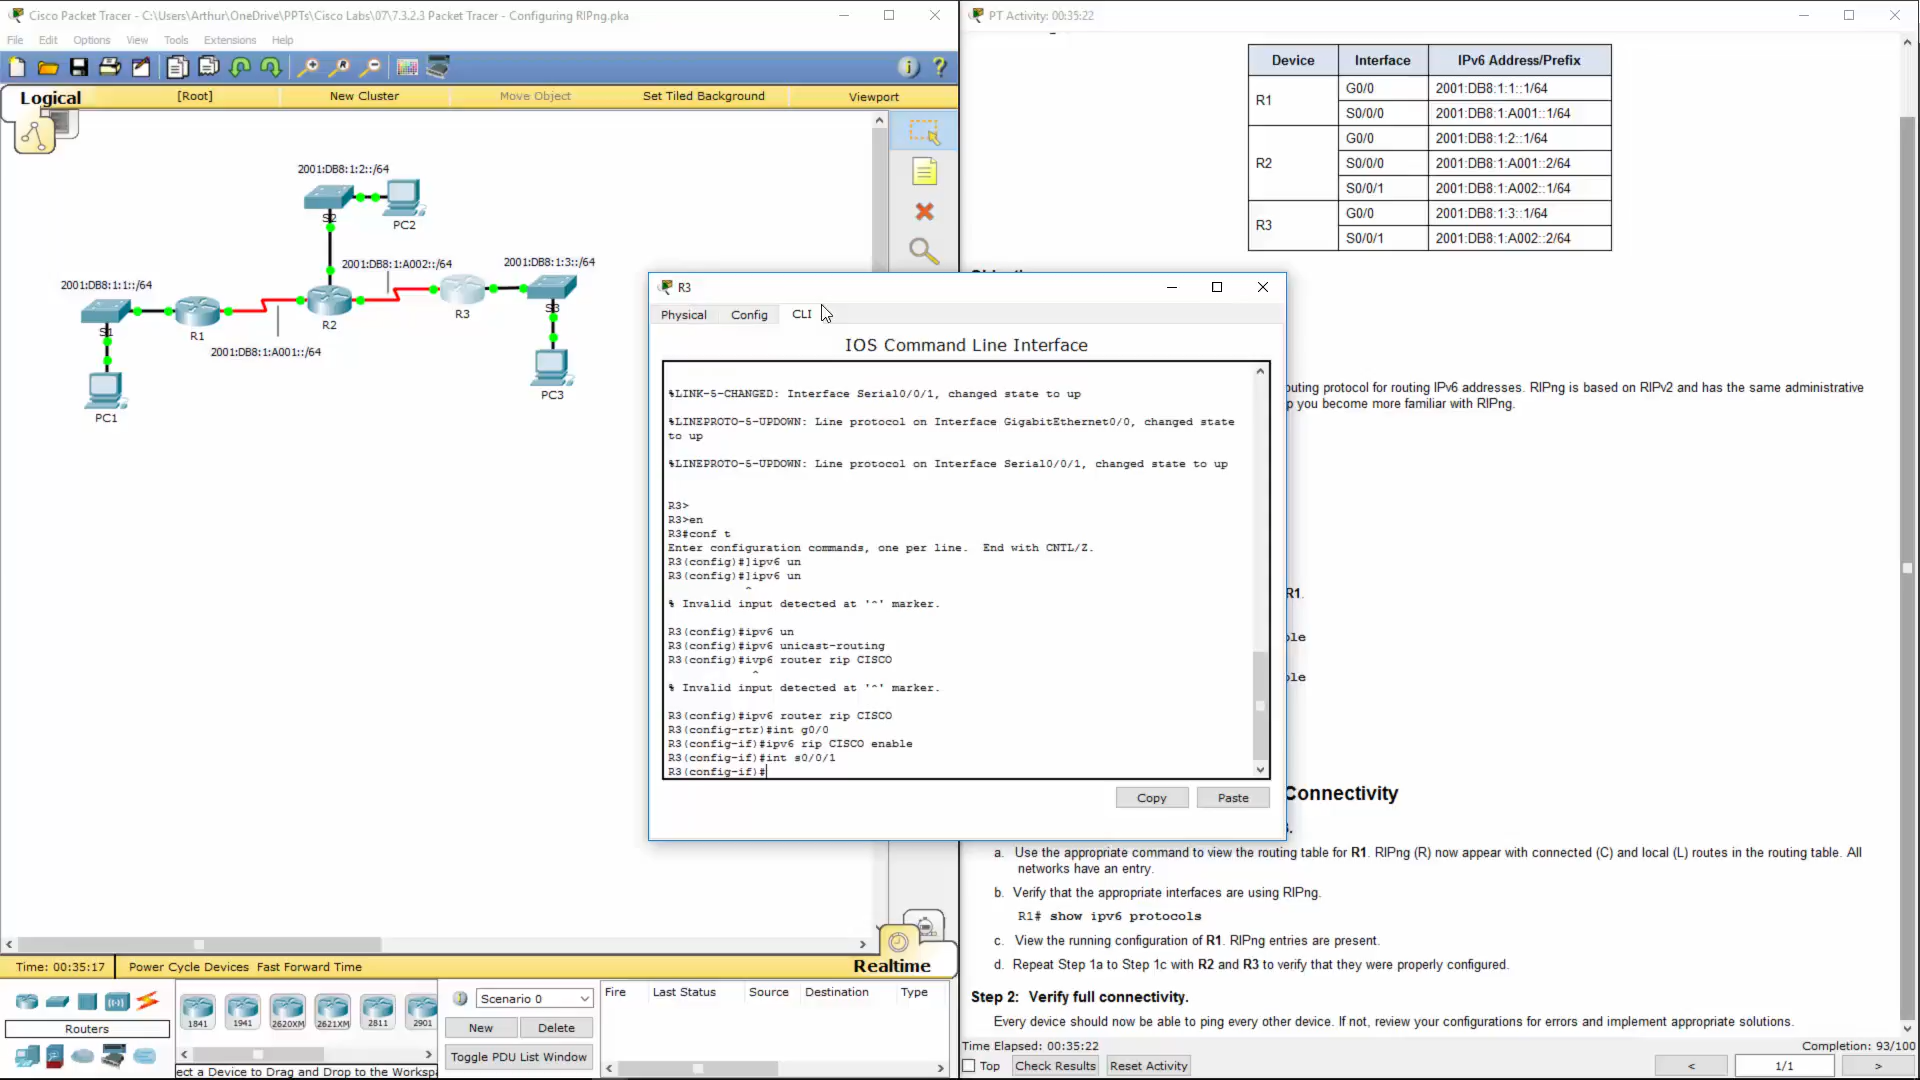 Cisco Packet Tracer - C:\Users\Arthur\OneDrive\PPTs\Cisco Labs\07\7.3.2.3 Packet Tracer - Configuring RIPng.pka
File Edit Options View Tools Extensions Help
Logical [Root] New Cluster Move Object Set Tiled Background Viewport
2001:DB8:1:2::/64
S2
PC2
2001:DB8:1:A002::/64
2001:DB8:1:3::/64
2001:DB8:1:1::/64
S1
R1
R2
R3
S3
2001:DB8:1:A001::/64
PC1
PC3
R3
Physical Config CLI
IOS Command Line Interface
%LINK-5-CHANGED: Interface Serial0/0/1, changed state to up
%LINEPROTO-5-UPDOWN: Line protocol on Interface GigabitEthernet0/0, changed state
to up
%LINEPROTO-5-UPDOWN: Line protocol on Interface Serial0/0/1, changed state to up
R3>
R3>en
R3#conf t
Enter configuration commands, one per line.  End with CNTL/Z.
R3(config)#]ipv6 un
R3(config)#]ipv6 un
^
% Invalid input detected at '^' marker.
R3(config)#ipv6 un
R3(config)#ipv6 unicast-routing
R3(config)#ivp6 router rip CISCO
^
% Invalid input detected at '^' marker.
R3(config)#ipv6 router rip CISCO
R3(config-rtr)#int g0/0
R3(config-if)#ipv6 rip CISCO enable
R3(config-if)#int s0/0/1
R3(config-if)#
Copy Paste
Realtime
Time: 00:35:17 Power Cycle Devices Fast Forward Time
Routers
1841 1941 2620XM 2621XM 2811 2901
ect a Device to Drag and Drop to the Workspa
Scenario 0
New Delete
Toggle PDU List Window
Fire Last Status Source Destination Type
PT Activity: 00:35:22
Device Interface IPv6 Address/Prefix
R1 G0/0 2001:DB8:1:1::1/64
S0/0/0 2001:DB8:1:A001::1/64
R2 G0/0 2001:DB8:1:2::1/64
S0/0/0 2001:DB8:1:A001::2/64
S0/0/1 2001:DB8:1:A002::1/64
R3 G0/0 2001:DB8:1:3::1/64
S0/0/1 2001:DB8:1:A002::2/64
outing protocol for routing IPv6 addresses. RIPng is based on RIPv2 and has the same administrative
p you become more familiar with RIPng.
R1.
ble
ble
Connectivity
a. Use the appropriate command to view the routing table for R1. RIPng (R) now appear with connected (C) and local (L) routes in the routing table. All
networks have an entry.
b. Verify that the appropriate interfaces are using RIPng.
R1# show ipv6 protocols
c. View the running configuration of R1. RIPng entries are present.
d. Repeat Step 1a to Step 1c with R2 and R3 to verify that they were properly configured.
Step 2: Verify full connectivity.
Every device should now be able to ping every other device. If not, review your configurations for errors and implement appropriate solutions.
Time Elapsed: 00:35:22 Completion: 93/100
Top Check Results Reset Activity < 1/1 >